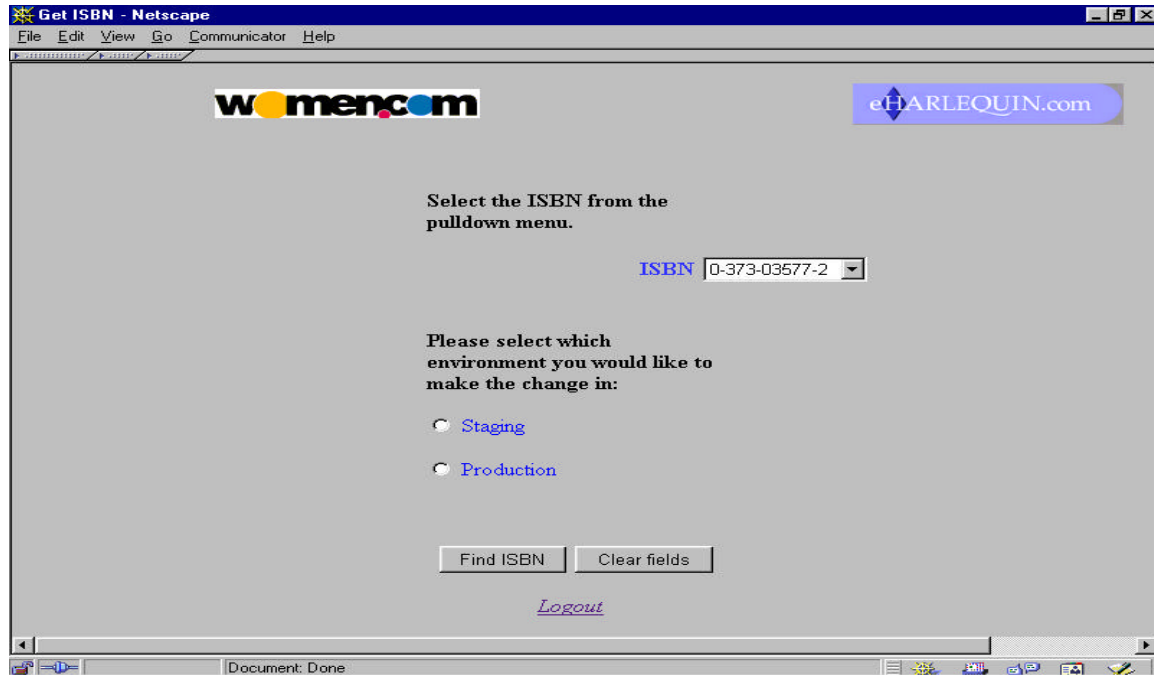 Get ISBN - Netscape
File Edit View Go Communicator Help
women.com
eHARLEQUIN.com
Select the ISBN from the
pulldown menu.
ISBN 0-373-03577-2
Please select which
environment you would like to
make the change in:
Staging
Production
Find ISBN Clear fields
Logout
Document: Done